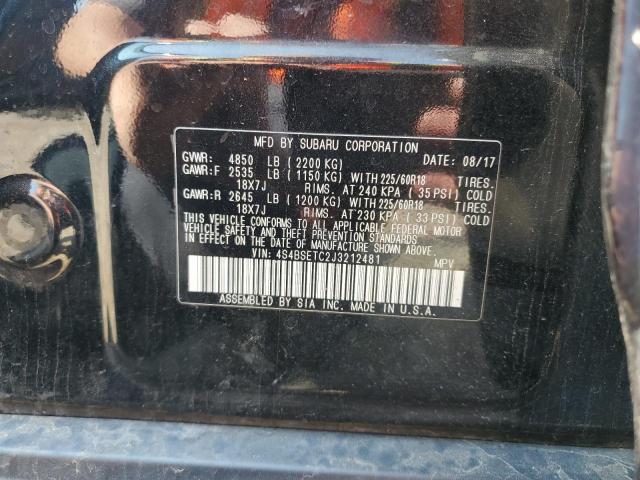 MFD BY SUBARU CORPORATION
GVWR: 4850 LB ( 2200 KG) DATE: 08/17
GAWR:F 2535 LB ( 1150 KG) WITH 225/60R18 TIRES.
18X7J RIMS. AT 240 KPA ( 35 PSI) COLD
GAWR:R 2645 LB ( 1200 KG) WITH 225/60R18 TIRES.
18X7J RIMS. AT 230 KPA ( 33 PSI) COLD
THIS VEHICLE CONFORMS TO ALL APPLICABLE FEDERAL MOTOR
VEHICLE SAFETY AND THEFT PREVENTION STANDARDS
IN EFFECT ON THE DATE OF MANUFACTURE SHOWN ABOVE.
VIN: 4S4BSETC2J3212481 MPV
ASSEMBLED BY SIA INC. MADE IN U.S.A.